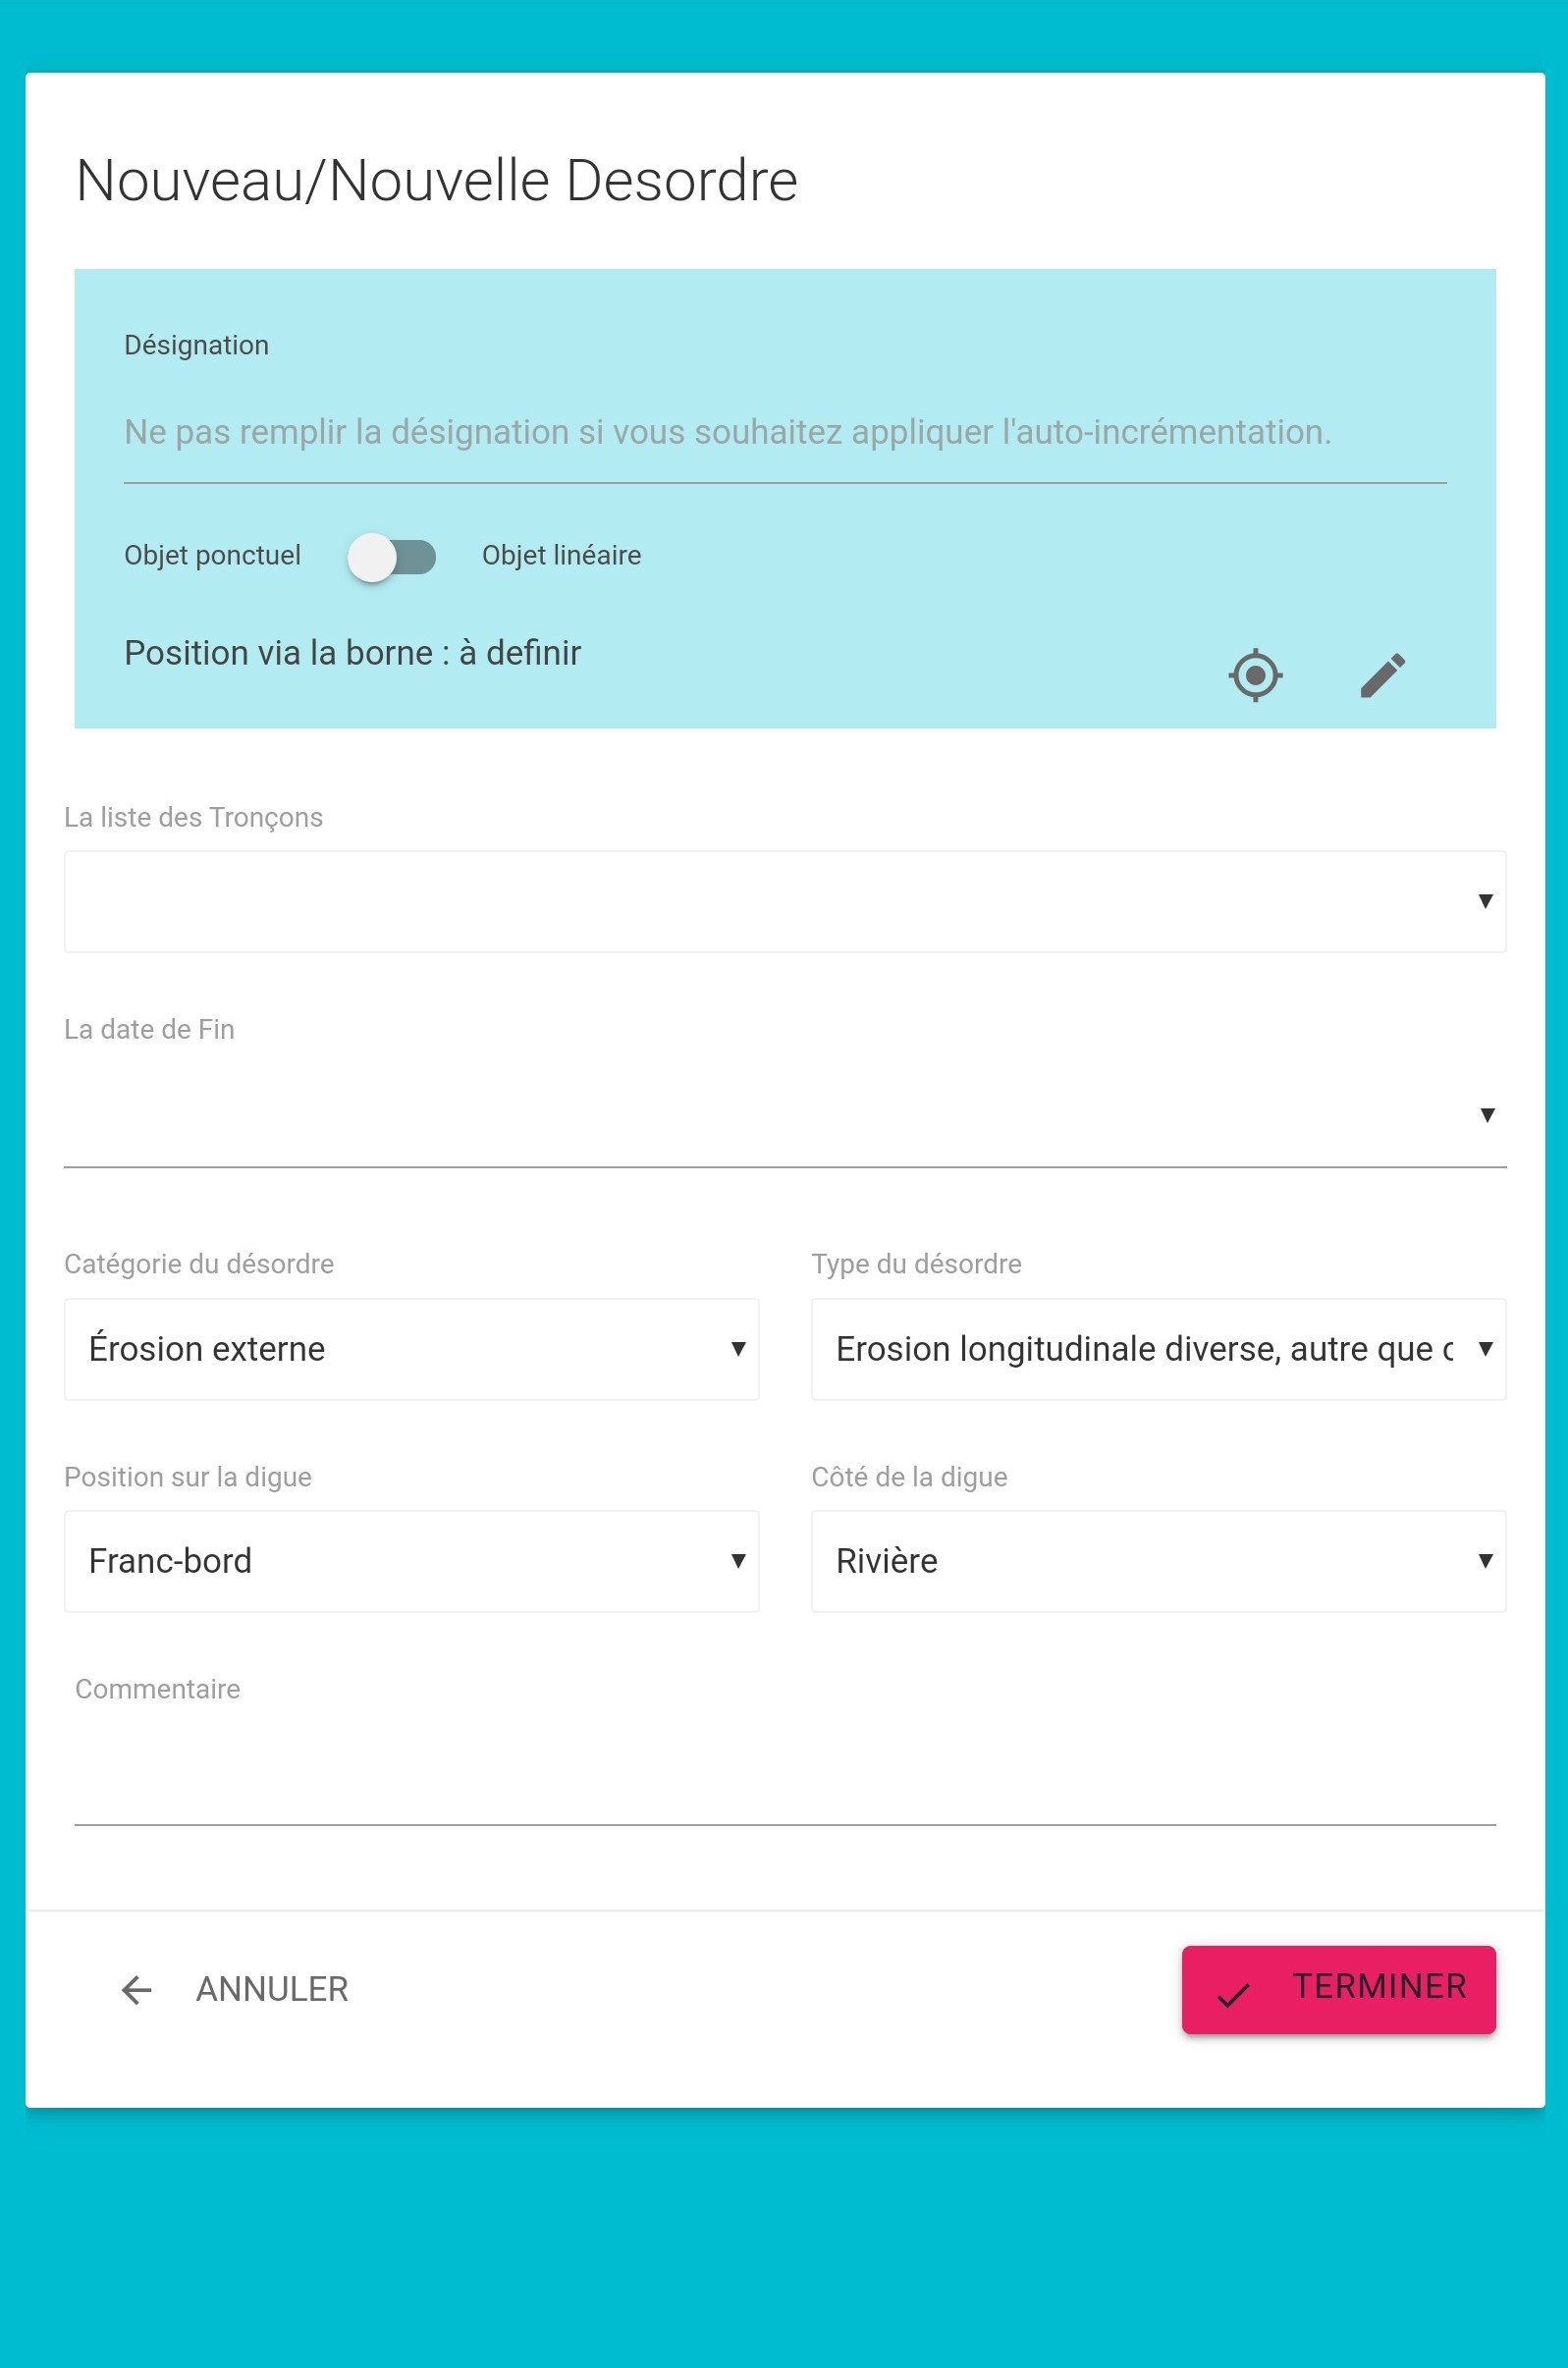 Nouveau/Nouvelle Desordre
Désignation
Ne pas remplir la désignation si vous souhaitez appliquer l'auto-incrémentation.
Objet ponctuel Objet linéaire
Position via la borne : à definir
La liste des Tronçons
La date de Fin
Catégorie du désordre Type du désordre
Érosion externe Erosion longitudinale diverse, autre que
Position sur la digue Côté de la digue
Franc-bord Rivière
Commentaire
ANNULER TERMINER